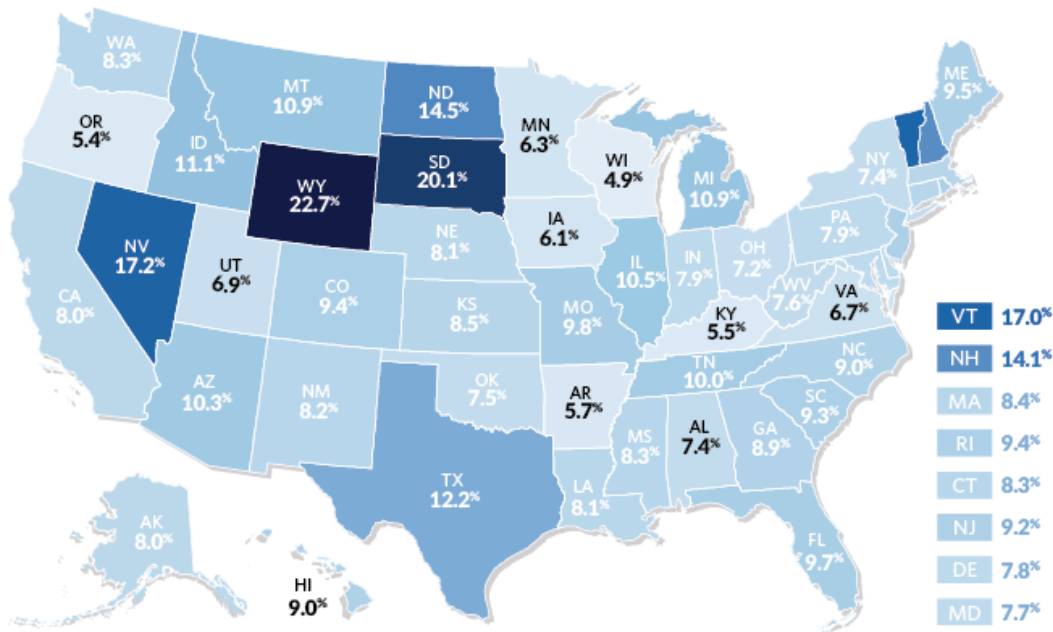 WA
8.3%
OR
5.4%
CA
8.0%
NV
17.2%
ID
11.1%
MT
10.9%
WY
22.7%
UT
6.9%
AZ
10.3%
CO
9.4%
NM
8.2%
ND
14.5%
SD
20.1%
NE
8.1%
KS
8.5%
OK
7.5%
TX
12.2%
MN
6.3%
IA
6.1%
MO
9.8%
AR
5.7%
LA
8.1%
WI
4.9%
IL
10.5%
MI
10.9%
IN
7.9%
OH
7.2%
KY
5.5%
TN
10.0%
MS
8.3%
AL
7.4%
GA
8.9%
FL
9.7%
SC
9.3%
NC
9.0%
VA
6.7%
WV
7.6%
PA
7.9%
NY
7.4%
ME
9.5%
AK
8.0%
HI
9.0%
VT 17.0%
NH 14.1%
MA 8.4%
RI 9.4%
CT 8.3%
NJ 9.2%
DE 7.8%
MD 7.7%